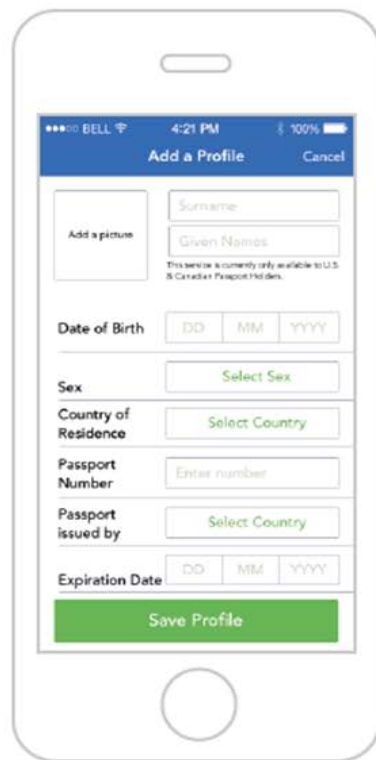 BELL 4:21 PM 100%
Add a Profile Cancel
Add a picture
Surname
Given Names
This service is currently only available to U.S.
& Canadian Passport Holders.
Date of Birth DD MM YYYY
Sex Select Sex
Country of
Residence Select Country
Passport
Number Enter number
Passport
issued by Select Country
Expiration Date DD MM YYYY
Save Profile